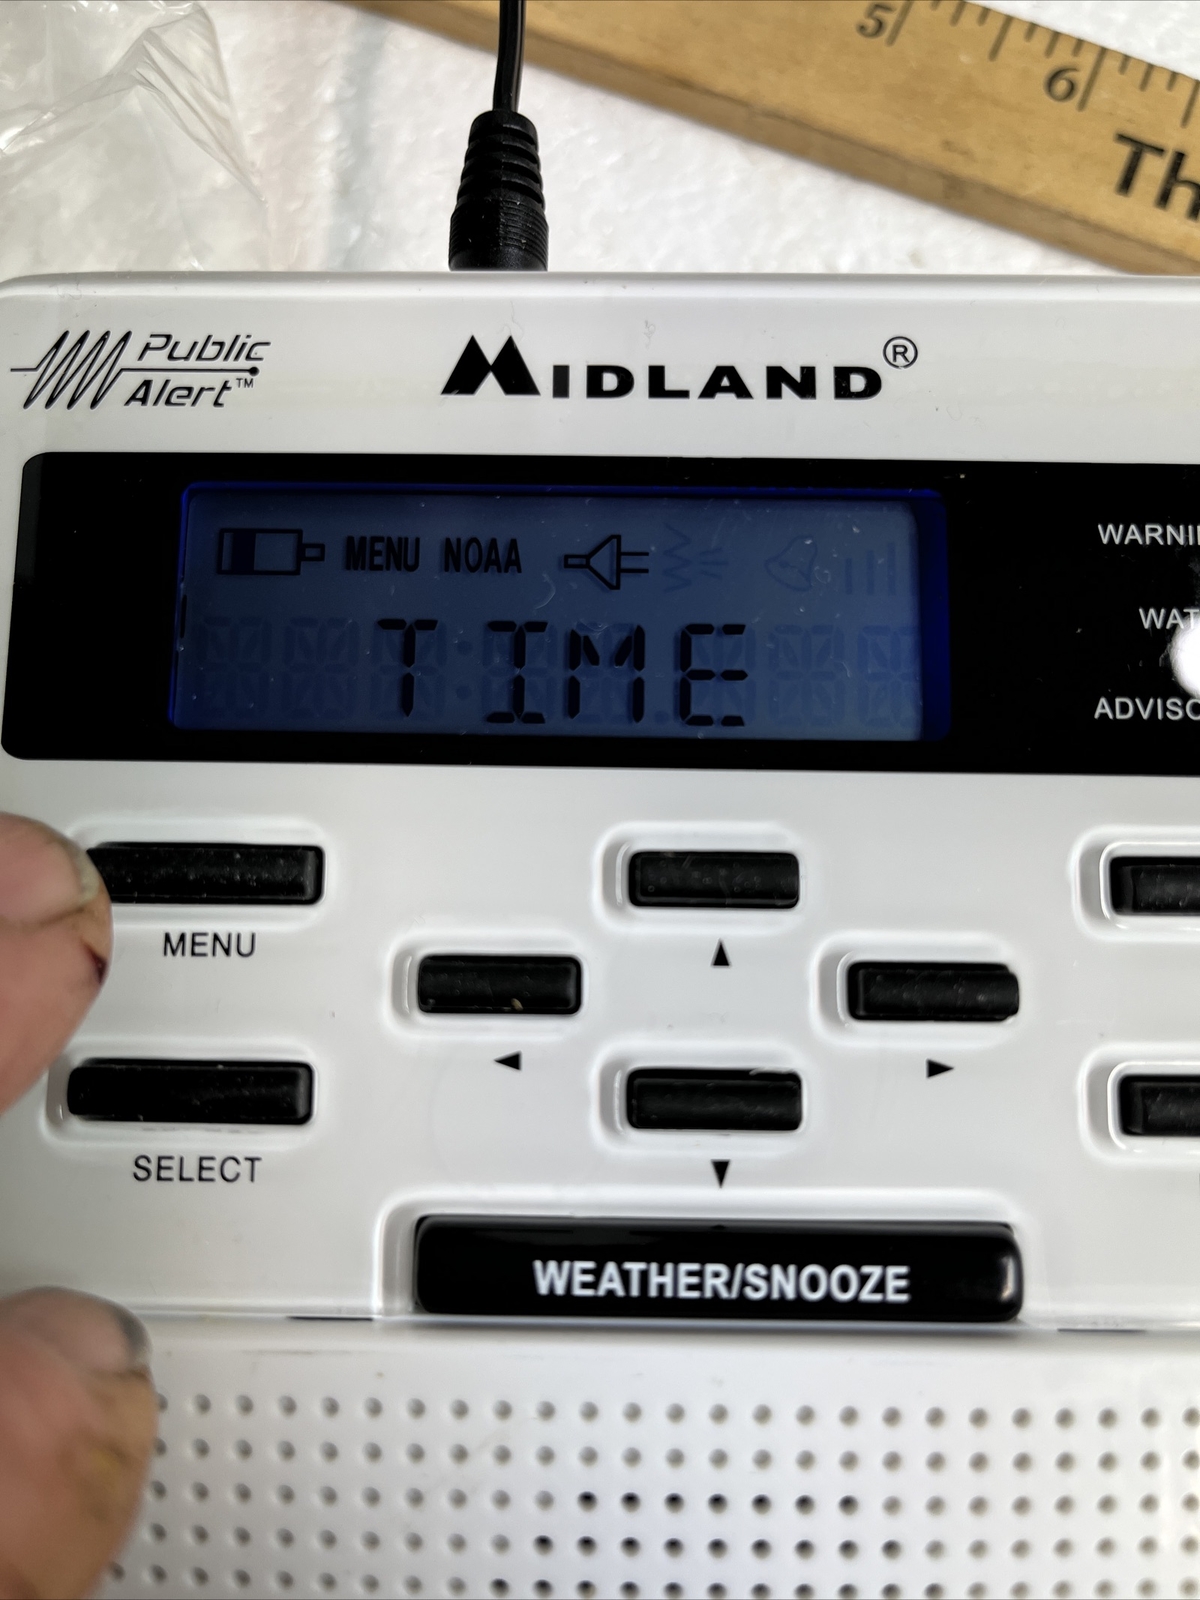 5
6
Th
Public
Alert™
MIDLAND®
MENU NOAA
TIME
MENU
SELECT
WEATHER/SNOOZE